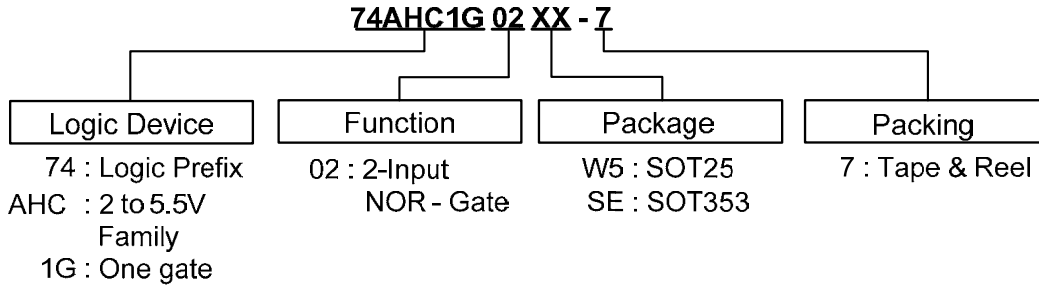 74AHC1G 02 XX - 7
Logic Device
74 : Logic Prefix
AHC : 2 to 5.5V
Family
1G : One gate
Function
02 : 2-Input
NOR - Gate
Package
W5 : SOT25
SE : SOT353
Packing
7 : Tape & Reel